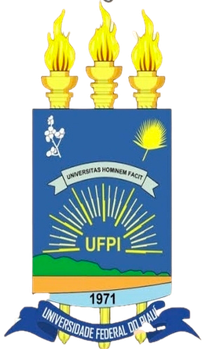 UNIVERSITAS HOMINEM FACIT
UFPI
1971
UNIVERSIDADE FEDERAL DO PIAUÍ